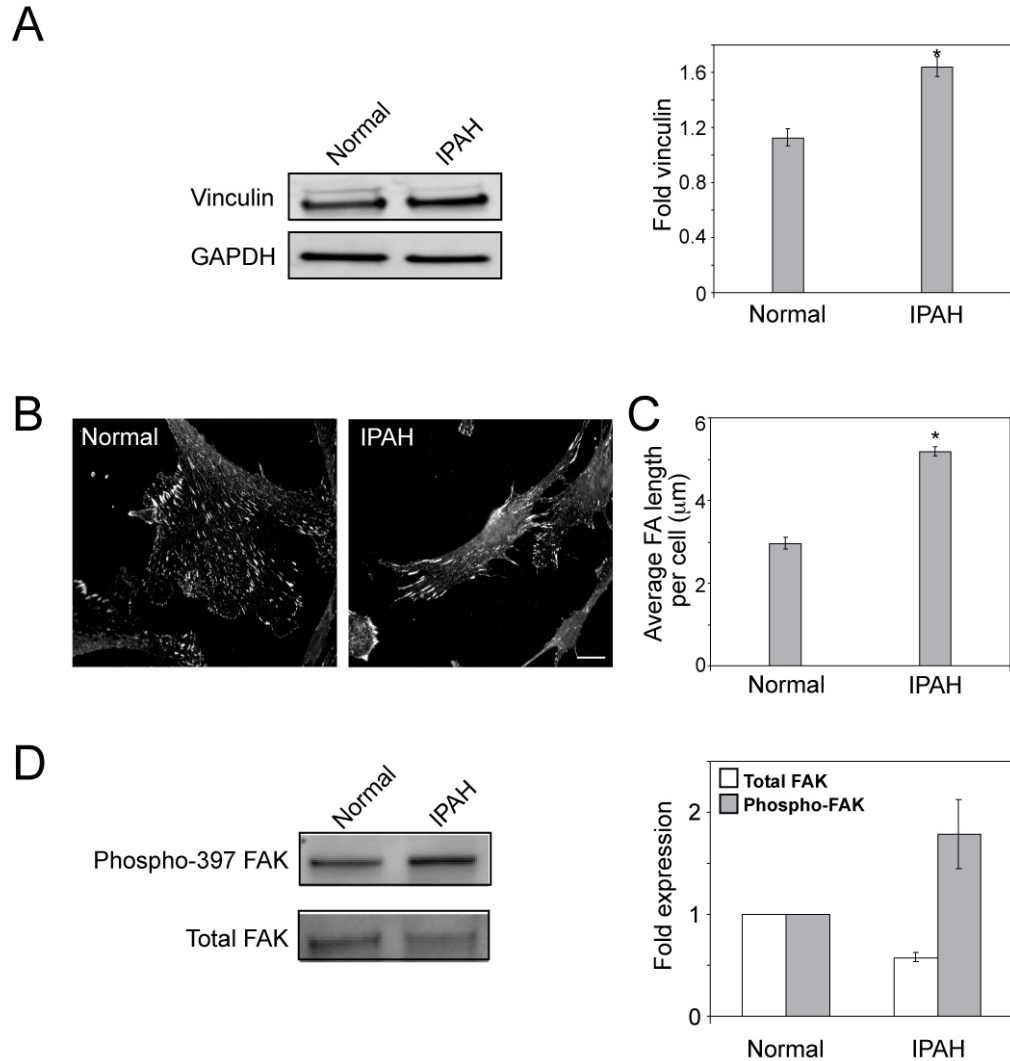 A
Normal
IPAH
Vinculin
GAPDH
Fold vinculin
1.6
1.2
0.8
0.4
0
*
Normal
IPAH
B
Normal
IPAH
C
Average FA length
per cell (μm)
6
4
2
0
*
Normal
IPAH
D
Normal
IPAH
Phospho-397 FAK
Total FAK
Fold expression
2
1
0
Total FAK
Phospho-FAK
Normal
IPAH